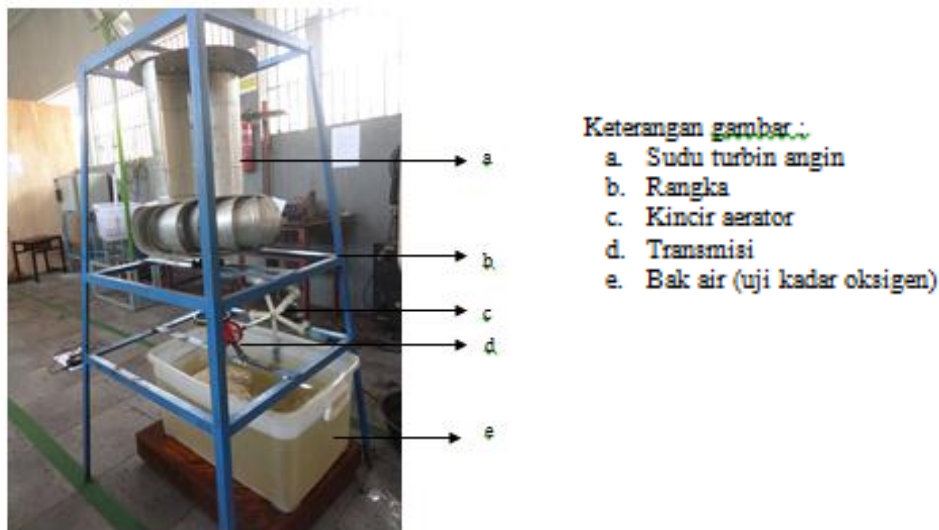 Keterangan gambar :
a. Sudu turbin angin
b. Rangka
c. Kincir aerator
d. Transmisi
e. Bak air (uji kadar oksigen)
a
b
c
d
e